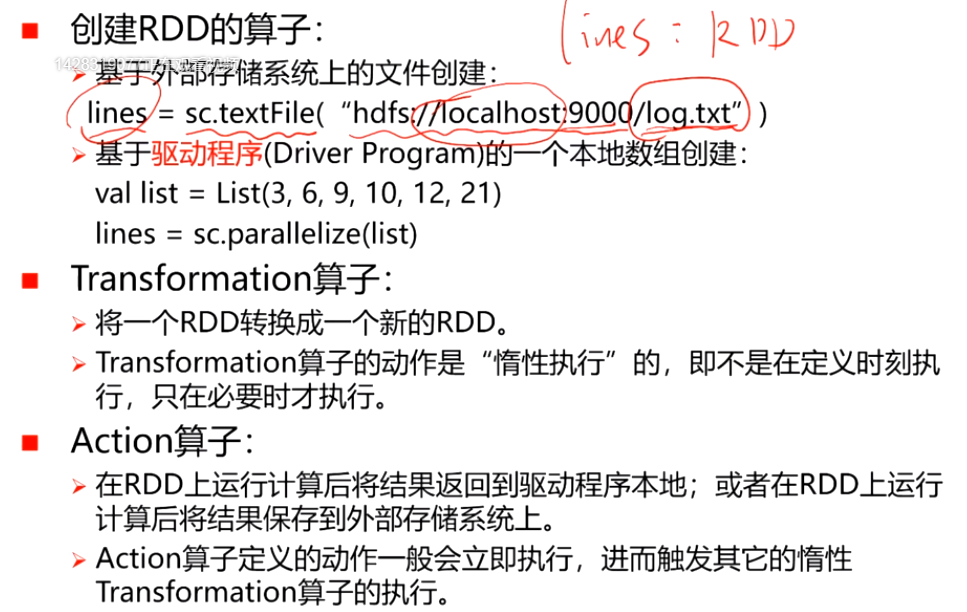 创建RDD的算子：
lines : RDD
基于外部存储系统上的文件创建：
lines = sc.textFile( “hdfs://localhost:9000/log.txt” )
基于驱动程序(Driver Program)的一个本地数组创建：
val list = List(3, 6, 9, 10, 12, 21)
lines = sc.parallelize(list)
Transformation算子：
将一个RDD转换成一个新的RDD。
Transformation算子的动作是“惰性执行”的，即不是在定义时刻执
行，只在必要时才执行。
Action算子：
在RDD上运行计算后将结果返回到驱动程序本地；或者在RDD上运行
计算后将结果保存到外部存储系统上。
Action算子定义的动作一般会立即执行，进而触发其它的惰性
Transformation算子的执行。